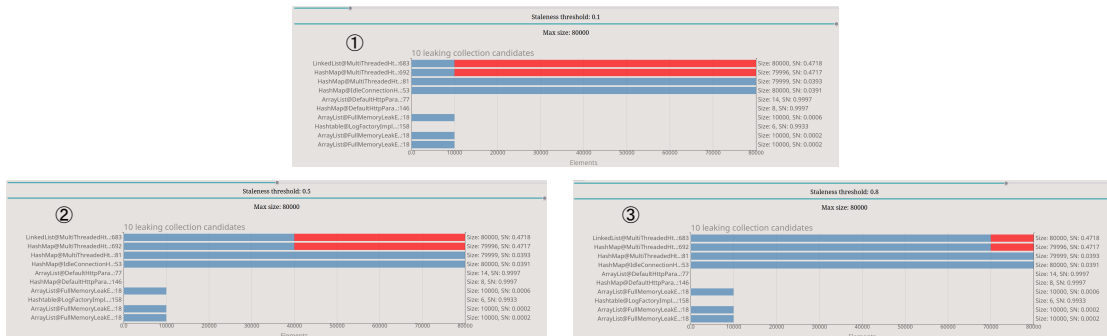 Staleness threshold: 0.1
Max size: 80000
①
10 leaking collection candidates
LinkedList@MultiThreadedHt..:683 Size: 80000, SN: 0.4718
HashMap@MultiThreadedHt..:692 Size: 79996, SN: 0.4717
HashMap@MultiThreadedHt..:81 Size: 79999, SN: 0.0393
HashMap@IdleConnectionH..:53 Size: 80000, SN: 0.0391
ArrayList@DefaultHttpPara..:77 Size: 14, SN: 0.9997
HashMap@DefaultHttpPara..:146 Size: 8, SN: 0.9997
ArrayList@FullMemoryLeakE..:18 Size: 10000, SN: 0.0006
Hashtable@LogFactoryImpl...:158 Size: 6, SN: 0.9933
ArrayList@FullMemoryLeakE..:18 Size: 10000, SN: 0.0002
ArrayList@FullMemoryLeakE..:18 Size: 10000, SN: 0.0002
0.0 10000 20000 30000 40000 50000 60000 70000 80000
Elements
Staleness threshold: 0.5
Max size: 80000
②
10 leaking collection candidates
LinkedList@MultiThreadedHt..:683 Size: 80000, SN: 0.4718
HashMap@MultiThreadedHt..:692 Size: 79996, SN: 0.4717
HashMap@MultiThreadedHt..:81 Size: 79999, SN: 0.0393
HashMap@IdleConnectionH..:53 Size: 80000, SN: 0.0391
ArrayList@DefaultHttpPara..:77 Size: 14, SN: 0.9997
HashMap@DefaultHttpPara..:146 Size: 8, SN: 0.9997
ArrayList@FullMemoryLeakE..:18 Size: 10000, SN: 0.0006
Hashtable@LogFactoryImpl...:158 Size: 6, SN: 0.9933
ArrayList@FullMemoryLeakE..:18 Size: 10000, SN: 0.0002
ArrayList@FullMemoryLeakE..:18 Size: 10000, SN: 0.0002
0.0 10000 20000 30000 40000 50000 60000 70000 80000
Elements
Staleness threshold: 0.8
Max size: 80000
③
10 leaking collection candidates
LinkedList@MultiThreadedHt..:683 Size: 80000, SN: 0.4718
HashMap@MultiThreadedHt..:692 Size: 79996, SN: 0.4717
HashMap@MultiThreadedHt..:81 Size: 79999, SN: 0.0393
HashMap@IdleConnectionH..:53 Size: 80000, SN: 0.0391
ArrayList@DefaultHttpPara..:77 Size: 14, SN: 0.9997
HashMap@DefaultHttpPara..:146 Size: 8, SN: 0.9997
ArrayList@FullMemoryLeakE..:18 Size: 10000, SN: 0.0006
Hashtable@LogFactoryImpl...:158 Size: 6, SN: 0.9933
ArrayList@FullMemoryLeakE..:18 Size: 10000, SN: 0.0002
ArrayList@FullMemoryLeakE..:18 Size: 10000, SN: 0.0002
0.0 10000 20000 30000 40000 50000 60000 70000 80000
Elements